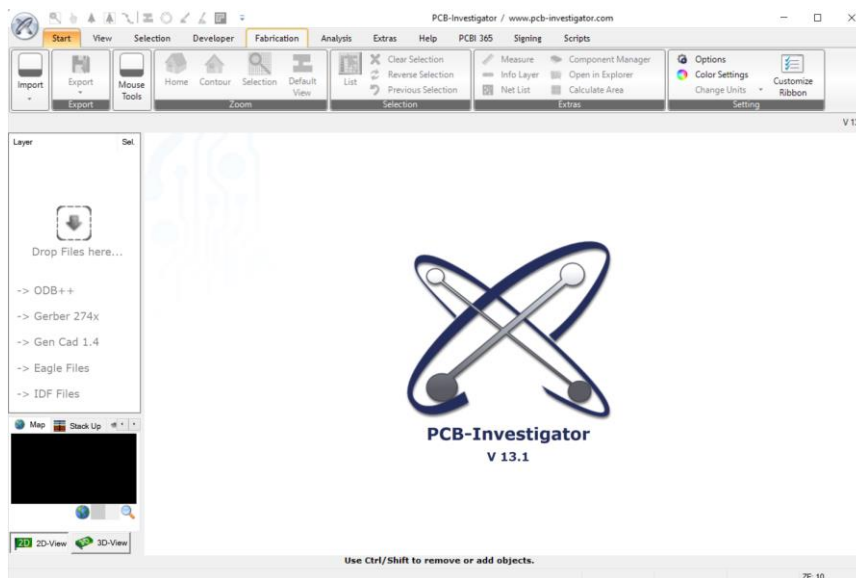 PCB-Investigator / www.pcb-investigator.com
Start View Selection Developer Fabrication Analysis Extras Help PCBI 365 Signing Scripts
Import
Export
Export
Mouse Tools
Home Contour Selection Default View
Zoom
List
Clear Selection
Reverse Selection
Previous Selection
Selection
Measure
Info Layer
Net List
Component Manager
Open in Explorer
Calculate Area
Extras
Options
Color Settings
Change Units
Customize Ribbon
Setting
Layer Sel.
Drop Files here...
-> ODB++
-> Gerber 274x
-> Gen Cad 1.4
-> Eagle Files
-> IDF Files
Map Stack Up
2D 2D-View 3D-View
PCB-Investigator
V 13.1
Use Ctrl/Shift to remove or add objects.